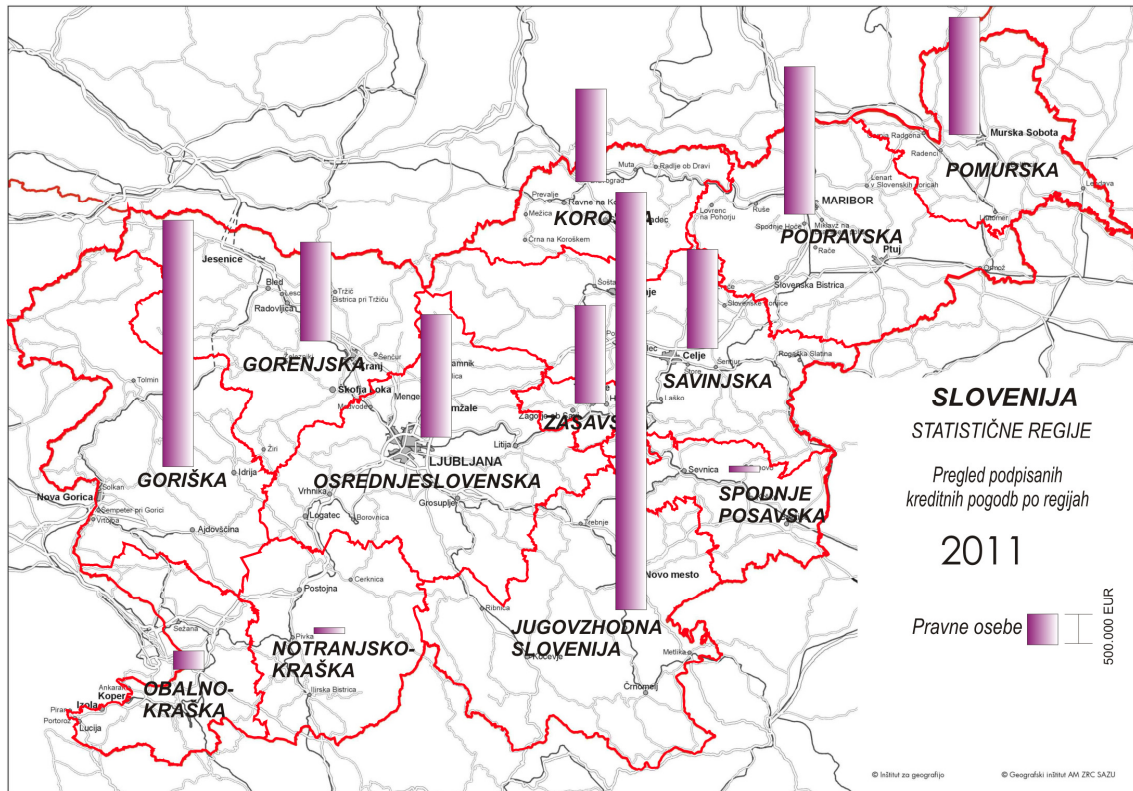 Murska Sobota
Gornja Radgona
Radenci
POMURSKA
Lendava
Ljutomer
Ormož
Muta
Radlje ob Dravi
Lenart
v Slovenskih goricah
Prevalje
Ravne na
Mežica
KOROŠKA
Črna na Koroškem
Lovrenc
na Pohorju
Ruše
MARIBOR
Spodnje Hoče
Miklavž na
PODRAVSKA
Rače
Ptuj
Jesenice
Bled
Lesce
Radovljica
Tržič
Bistrica pri Tržiču
Slovenska Bistrica
Slovenske Konjice
Železniki
Šenčur
GORENJSKA
Kranj
Škofja Loka
Medvode
Tolmin
Celje
Rogaška Slatina
Šentjur
Štore
SAVINJSKA
Laško
Zagorje ob Savi
ZASAVSKA
Litija
LJUBLJANA
OSREDNJESLOVENSKA
Žiri
Idrija
GORIŠKA
Vrhnika
Logatec
Borovnica
Grosuplje
Sevnica
SPODNJE
POSAVSKA
Nova Gorica
Solkan
Šempeter pri Gorici
Vrtojba
Ajdovščina
Trebnje
Novo mesto
Postojna
Cerknica
Ribnica
JUGOVZHODNA
SLOVENIJA
Kočevje
Metlika
Črnomelj
Sežana
Pivka
NOTRANJSKO-
KRAŠKA
Ilirska Bistrica
OBALNO-
KRAŠKA
Ankaran
Koper
Izola
Piran
Portorož
Lucija
SLOVENIJA
STATISTIČNE REGIJE
Pregled podpisanih
kreditnih pogodb po regijah
2011
Pravne osebe
500.000 EUR
© Inštitut za geografijo
© Geografski inštitut AM ZRC SAZU